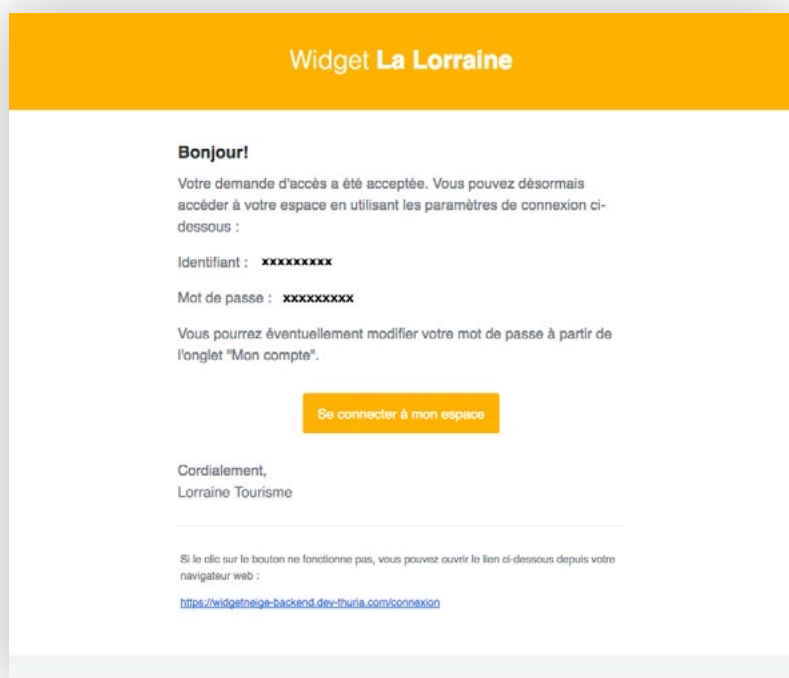 Widget La Lorraine
Bonjour!
Votre demande d'accès a été acceptée. Vous pouvez désormais
accéder à votre espace en utilisant les paramètres de connexion ci-
dessous :
Identifiant : xxxxxxxxx
Mot de passe : xxxxxxxxx
Vous pourrez éventuellement modifier votre mot de passe à partir de
l'onglet "Mon compte".
Se connecter à mon espace
Cordialement,
Lorraine Tourisme
Si le clic sur le bouton ne fonctionne pas, vous pouvez ouvrir le lien ci-dessous depuis votre
navigateur web :
https://widgetneige-backend.dev-thuria.com/connexion